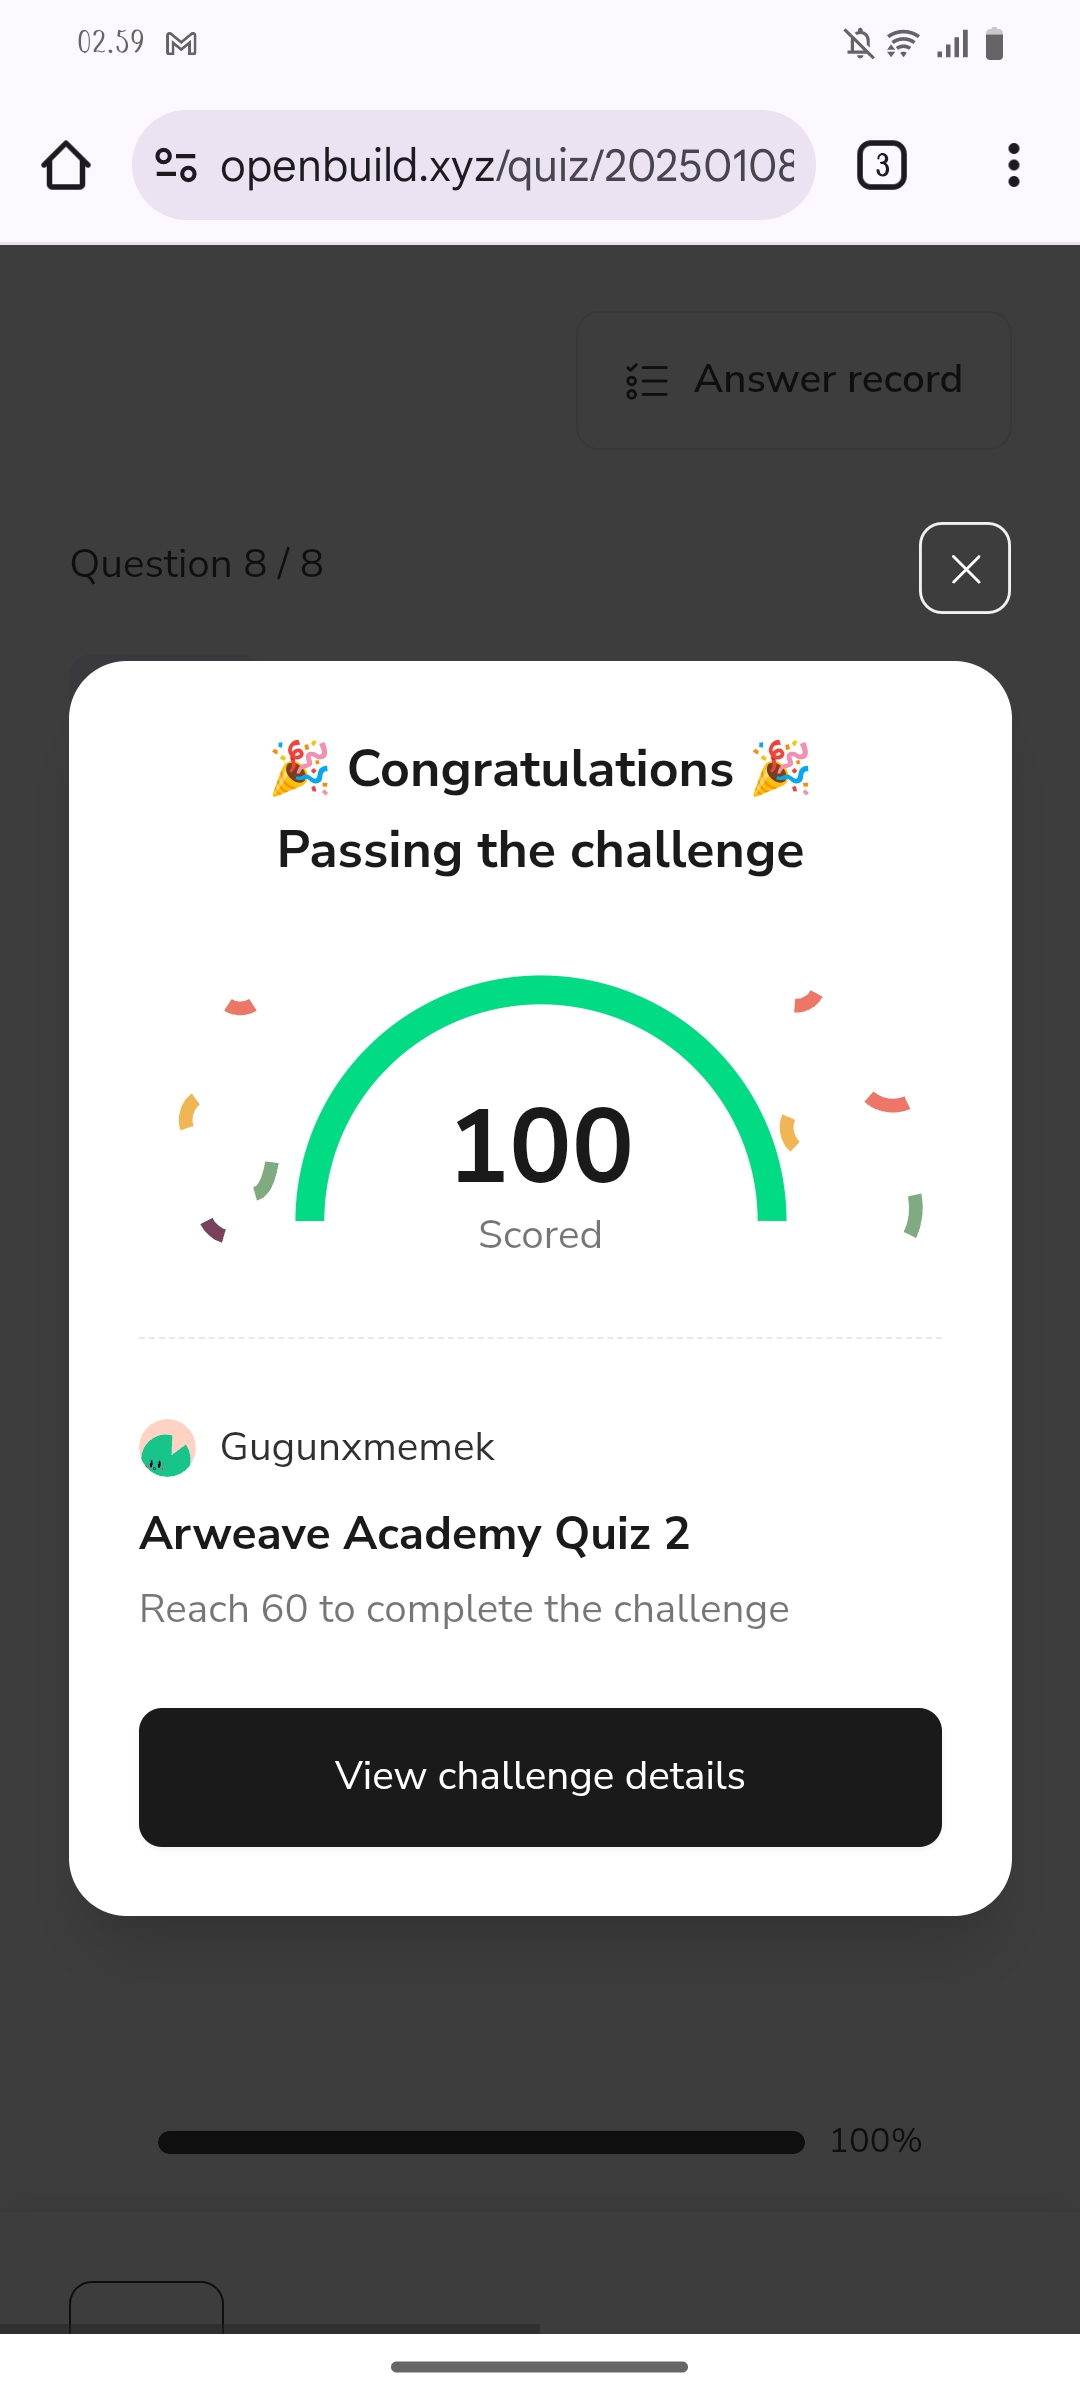 02.59
openbuild.xyz/quiz/20250108
3
Answer record
Question 8 / 8
🎉 Congratulations 🎉
Passing the challenge
100
Scored
Gugunxmemek
Arweave Academy Quiz 2
Reach 60 to complete the challenge
View challenge details
100%